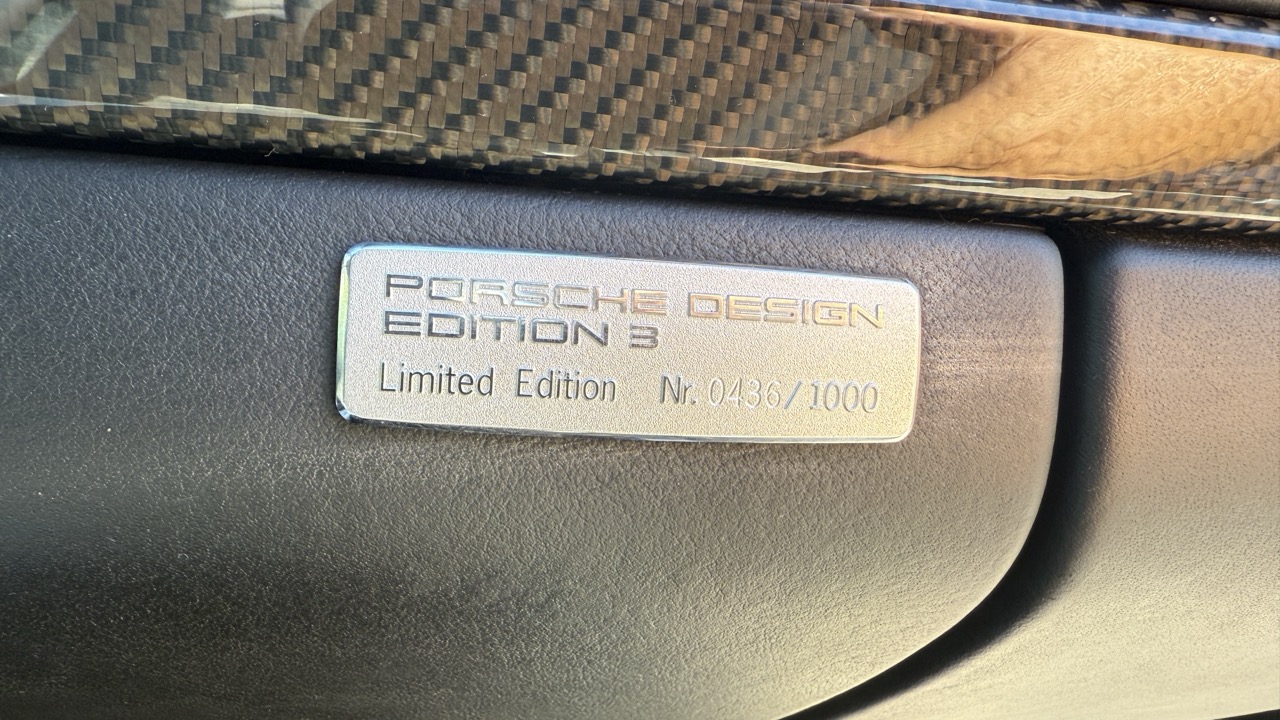 PORSCHE DESIGN
EDITION 3
Limited Edition Nr. 0436/1000